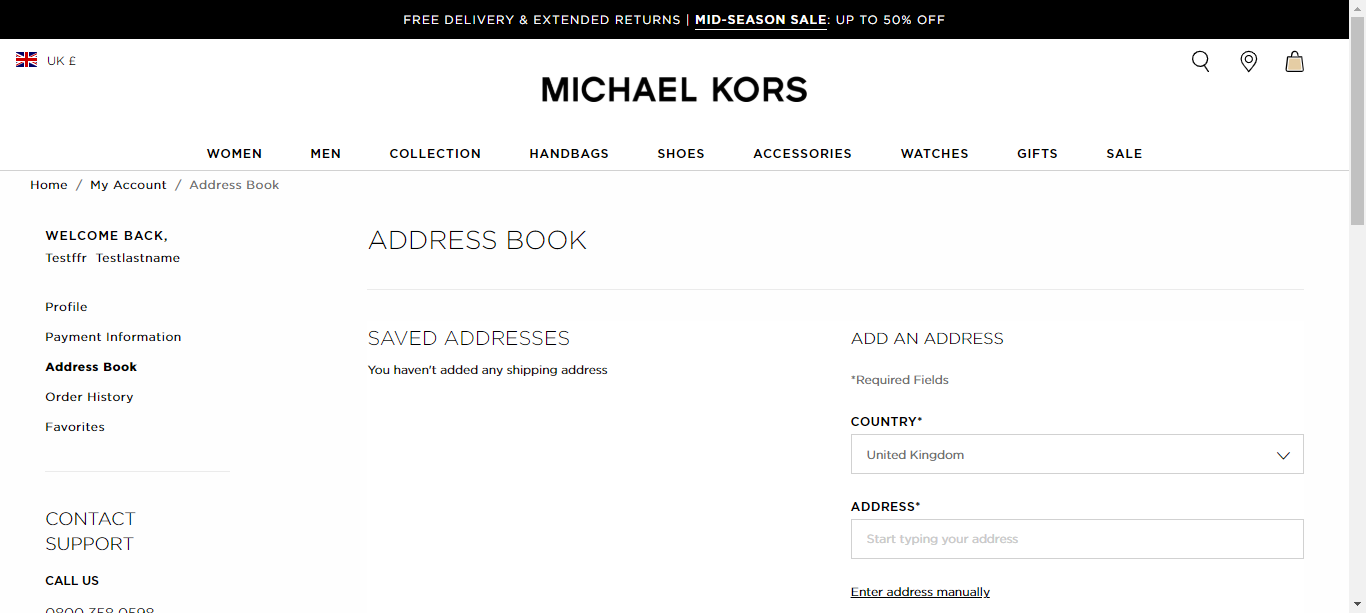 FREE DELIVERY & EXTENDED RETURNS | MID-SEASON SALE: UP TO 50% OFF
UK £
MICHAEL KORS
WOMEN MEN COLLECTION HANDBAGS SHOES ACCESSORIES WATCHES GIFTS SALE
Home / My Account / Address Book
WELCOME BACK,
Testffr Testlastname
Profile
Payment Information
Address Book
Order History
Favorites
CONTACT
SUPPORT
CALL US
0800 358 0598
ADDRESS BOOK
SAVED ADDRESSES
You haven't added any shipping address
ADD AN ADDRESS
*Required Fields
COUNTRY*
United Kingdom
ADDRESS*
Start typing your address
Enter address manually